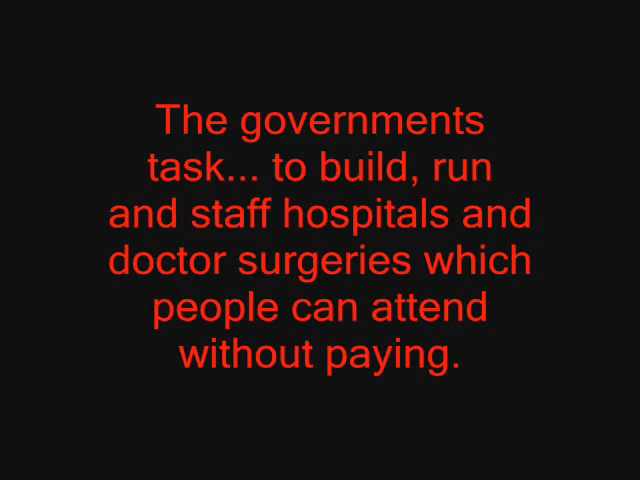 The governments
task... to build, run
and staff hospitals and
doctor surgeries which
people can attend
without paying.